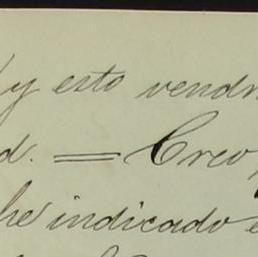 y esto vendr
d. = Creo
he indicado e